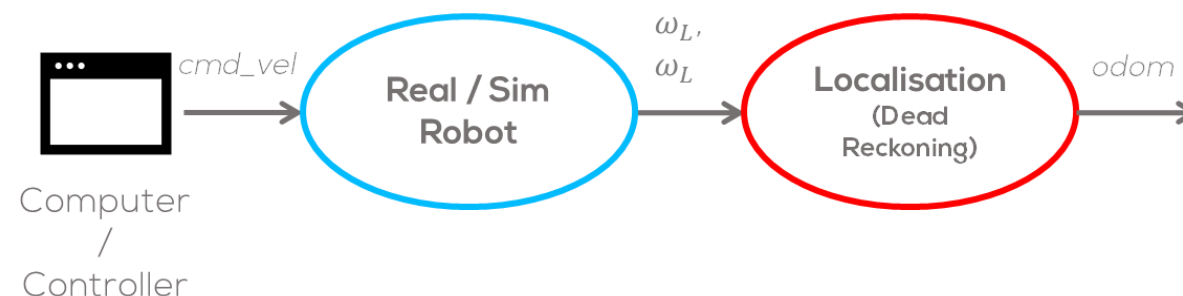 cmd_vel
Real / Sim
Robot
ω_L,
ω_L
Localisation
(Dead
Reckoning)
odom
Computer
/
Controller